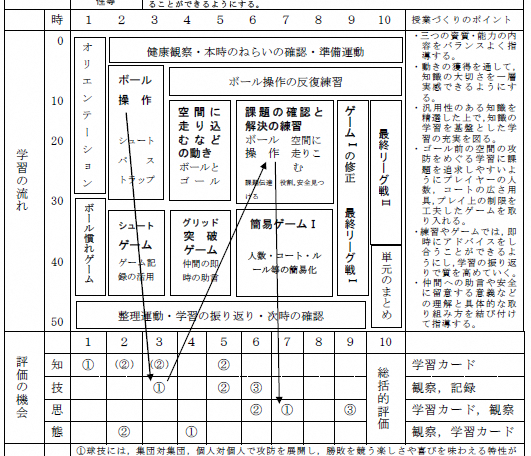 性等
ることができるようにする。
時 1 2 3 4 5 6 7 8 9 10 授業づくりのポイント
学習の流れ
0
10
20
30
40
50
オリエンテーション
健康観察・本時のねらいの確認・準備運動
ボール操作の反復練習
ボール
操作
シュート
パス
トラップ
空間に
走り込
むなど
の動き
ボールと
ゴール
課題の確認と
解決の練習
ボール 空間に
操作 走りこ
む
課題伝達 役割,安全見つ
ける
ゲームⅠの修正
最終リーグ戦Ⅰ
最終リーグ戦Ⅱ
ボール慣れゲーム
シュート
ゲーム
ゲーム記
録の活用
グリッド
突破
ゲーム
仲間の即
時の助言
簡易ゲームⅠ
人数・コート・ル
ール等の簡易化
単元のまとめ
整理運動・学習の振り返り・次時の確認
・三つの資質・能力の内
容をバランスよく指
導する。
・動きの獲得を通して,
知識の大切さを一層
実感できるようにす
る。
・汎用性のある知識を
精選した上で,知識
の学習を基盤とした学
習の充実を図る。
・ゴール前の空間の攻
防をめぐる学習に課
題を追求しやすいよ
うにプレイヤーの人
数,コートの広さ,用
具,プレイ上の制限を
工夫したゲームを取
り入れる。
・練習やゲームでは,即
時にアドバイスをし
合うことができるよ
うにし,学習の振り返
りで質を高めていく。
・仲間への助言や安全
に留意する意義など
の理解と具体的な取
り組み方を結び付け
て指導する。
評価の機会
1 2 3 4 5 6 7 8 9 10
知 ① (②) (②) ② 学習カード
技 ① ② ③ 観察,記録
思 ② ① ③ 学習カード,観察
態 ② ① 観察,学習カード
総括的評価
①球技には,集団対集団,個人対個人で攻防を展開し,勝敗を競う楽しさや喜びを味わえる特性が